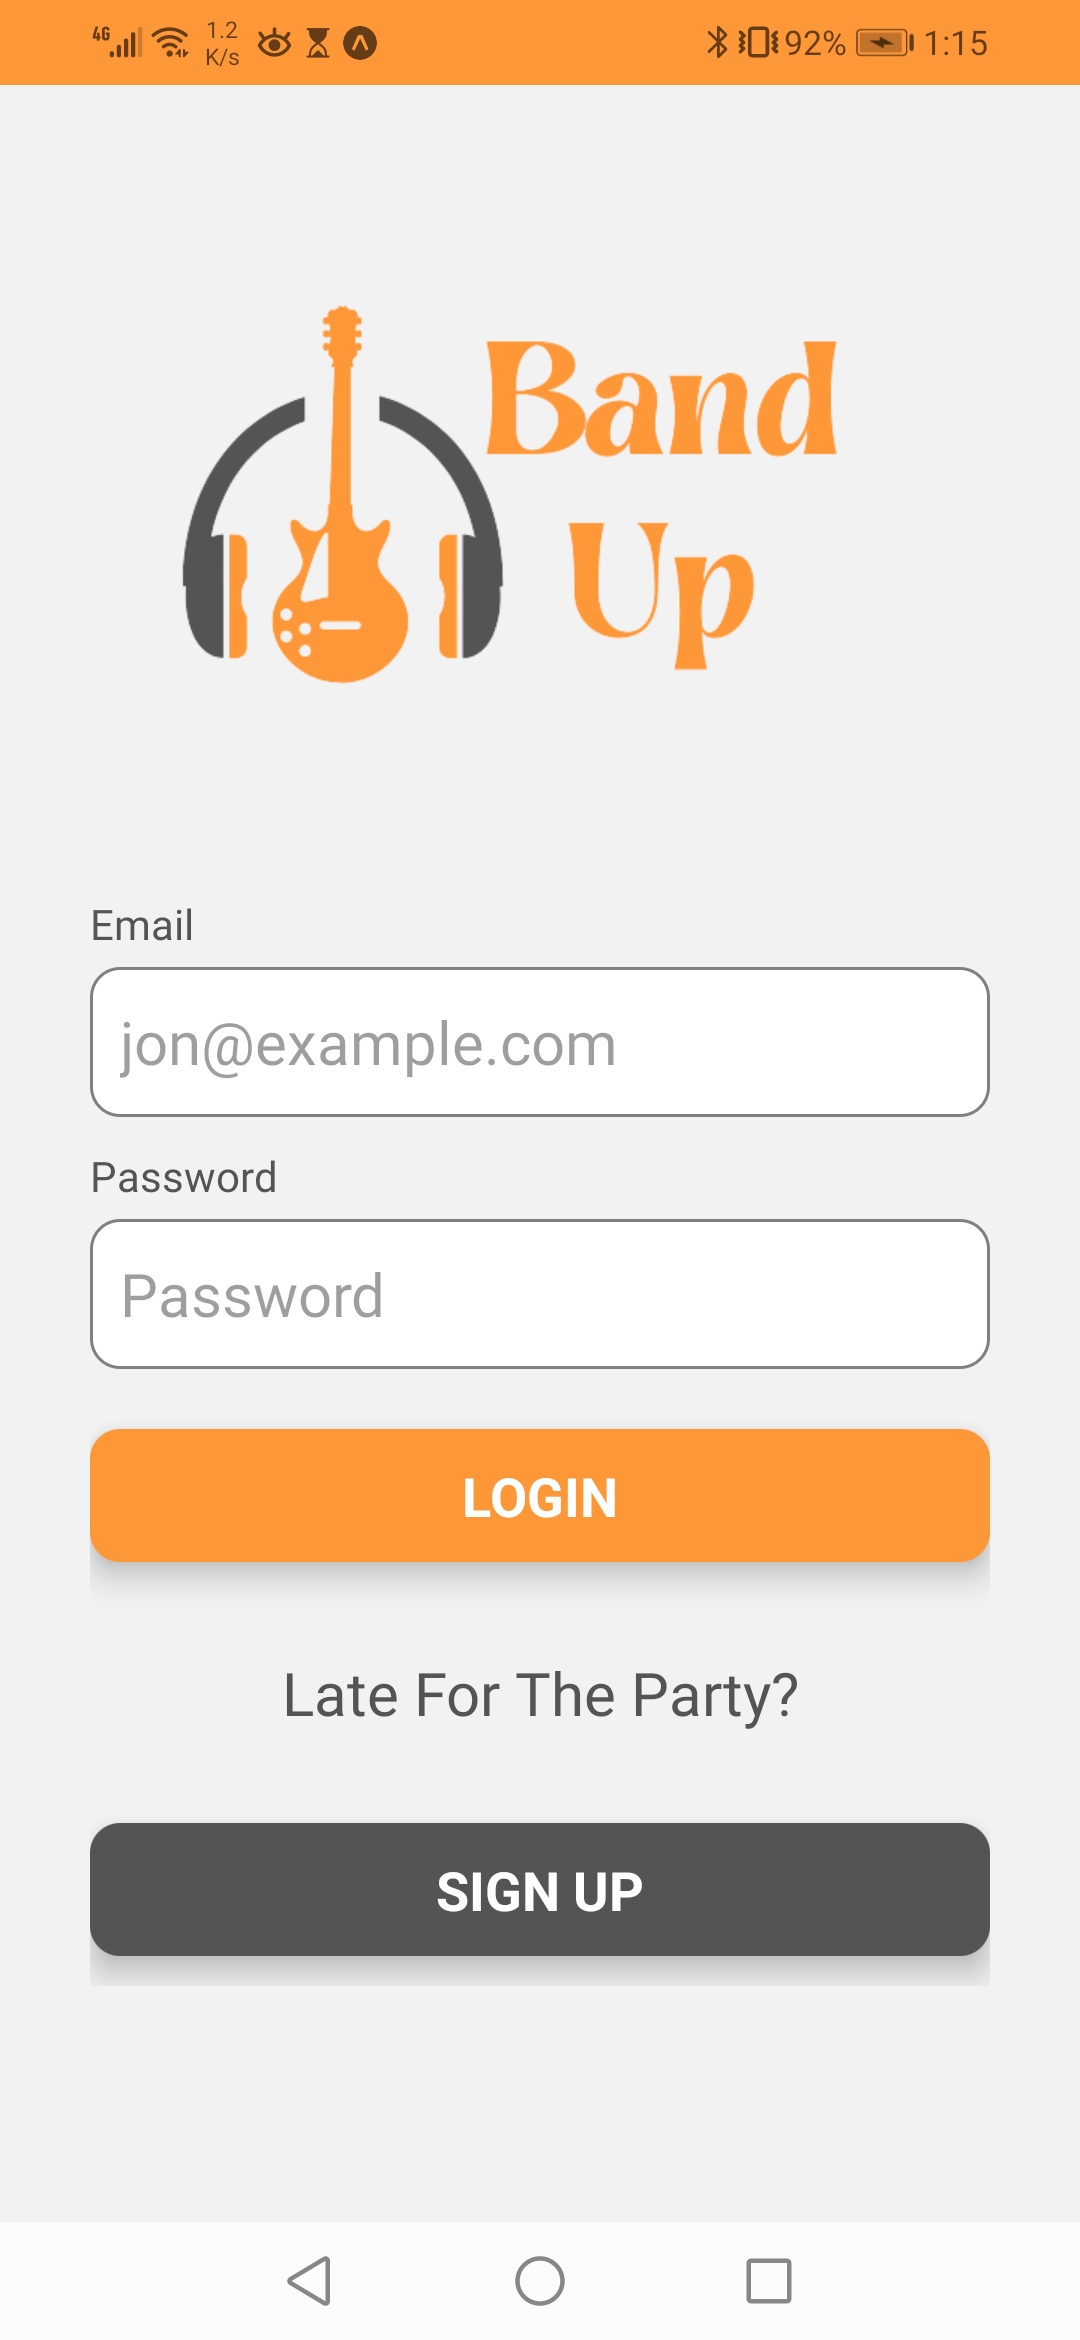 4G 1.2 K/s 92% 1:15
Band
Up
Email
jon@example.com
Password
Password
LOGIN
Late For The Party?
SIGN UP